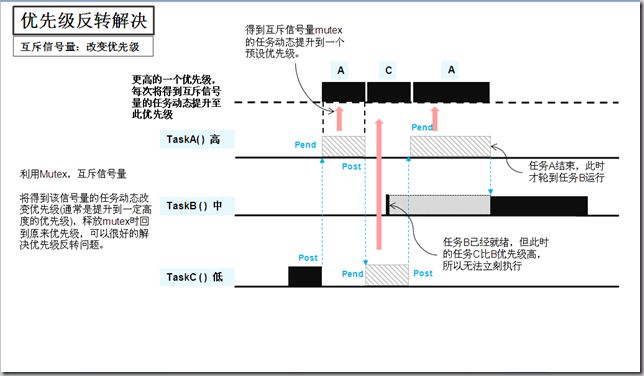 优先级反转解决
互斥信号量：改变优先级
得到互斥信号量mutex
的任务动态提升到一个
预设优先级。
A
C
A
更高的一个优先级，
每次将得到互斥信号
量的任务动态提升至
此优先级
TaskA() 高
Pend
Post
Pend
任务A结束，此时
才轮到任务B运行
利用Mutex，互斥信号量
将得到该信号量的任务动态改
变优先级(通常是提升到一定高
度的优先级)，释放mutex时回
到原来优先级，可以很好的解
决优先级反转问题。
TaskB() 中
任务B已经就绪，但此时
的任务C比B优先级高，
所以无法立刻执行
Post
Pend
Post
TaskC() 低